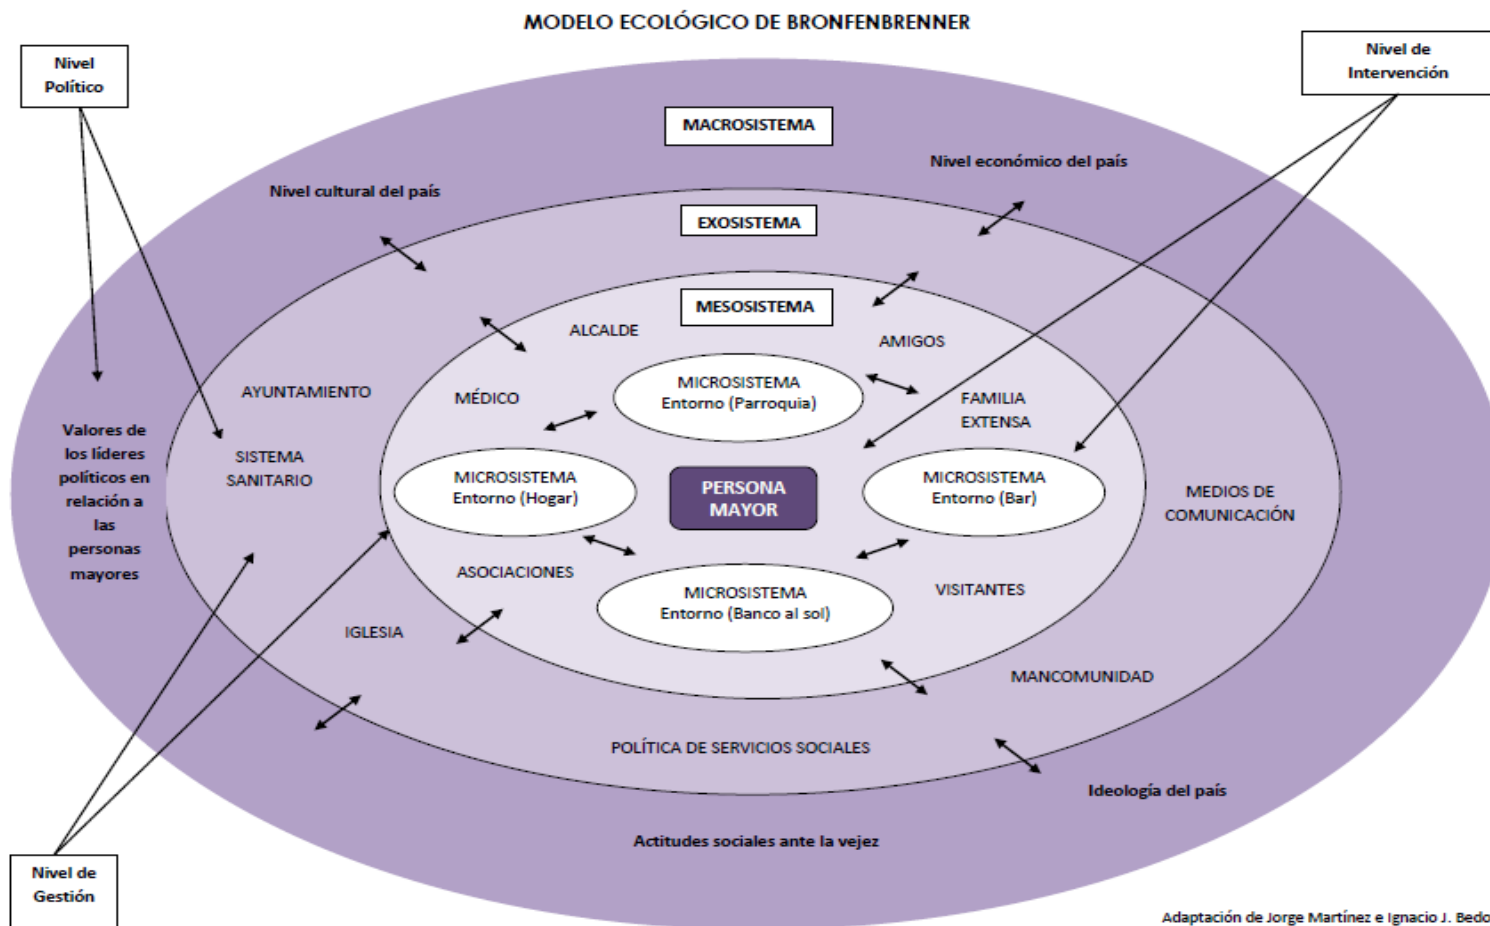 MODELO ECOLÓGICO DE BRONFENBRENNER
Nivel
Político
Nivel de
Intervención
MACROSISTEMA
Nivel económico del país
Nivel cultural del país
EXOSISTEMA
MESOSISTEMA
ALCALDE
AMIGOS
AYUNTAMIENTO
MÉDICO
MICROSISTEMA
Entorno (Parroquia)
FAMILIA
EXTENSA
Valores de
los líderes
políticos en
relación a
las
personas
mayores
SISTEMA
SANITARIO
MICROSISTEMA
Entorno (Hogar)
PERSONA
MAYOR
MICROSISTEMA
Entorno (Bar)
MEDIOS DE
COMUNICACIÓN
ASOCIACIONES
MICROSISTEMA
Entorno (Banco al sol)
VISITANTES
IGLESIA
MANCOMUNIDAD
POLÍTICA DE SERVICIOS SOCIALES
Ideología del país
Actitudes sociales ante la vejez
Nivel de
Gestión
Adaptación de Jorge Martínez e Ignacio J. Bedo